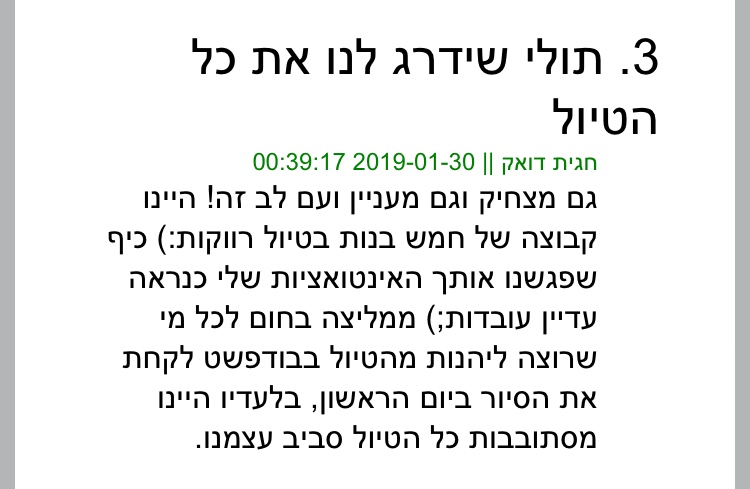 3. תולי שידרג לנו את כל
הטיול
חגית דואק || 2019-01-30 00:39:17
גם מצחיק וגם מעניין ועם לב זה! היינו
קבוצה של חמש בנות בטיול רווקות:) כיף
שפגשנו אותך האינטואציות שלי כנראה
עדיין עובדות;) ממליצה בחום לכל מי
שרוצה ליהנות מהטיול בבודפשט לקחת
את הסיור ביום הראשון, בלעדיו היינו
מסתובבות כל הטיול סביב עצמנו.